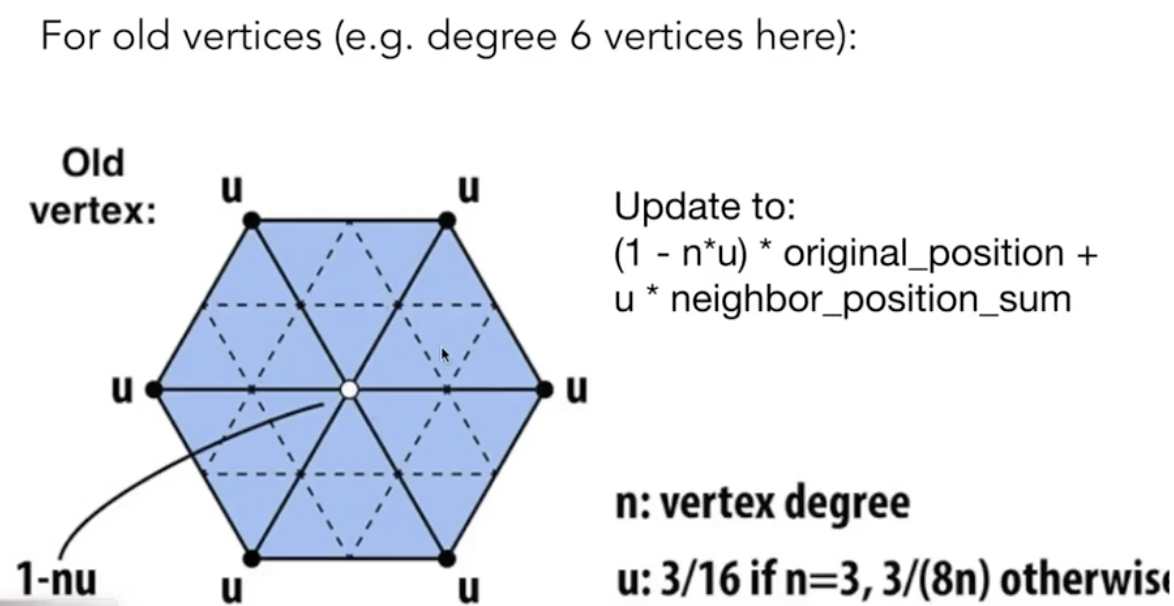 For old vertices (e.g. degree 6 vertices here):
Old
vertex:
u
u
u
u
1-nu
u
u
Update to:
(1 - n*u) * original_position +
u * neighbor_position_sum
n: vertex degree
u: 3/16 if n=3, 3/(8n) otherwise